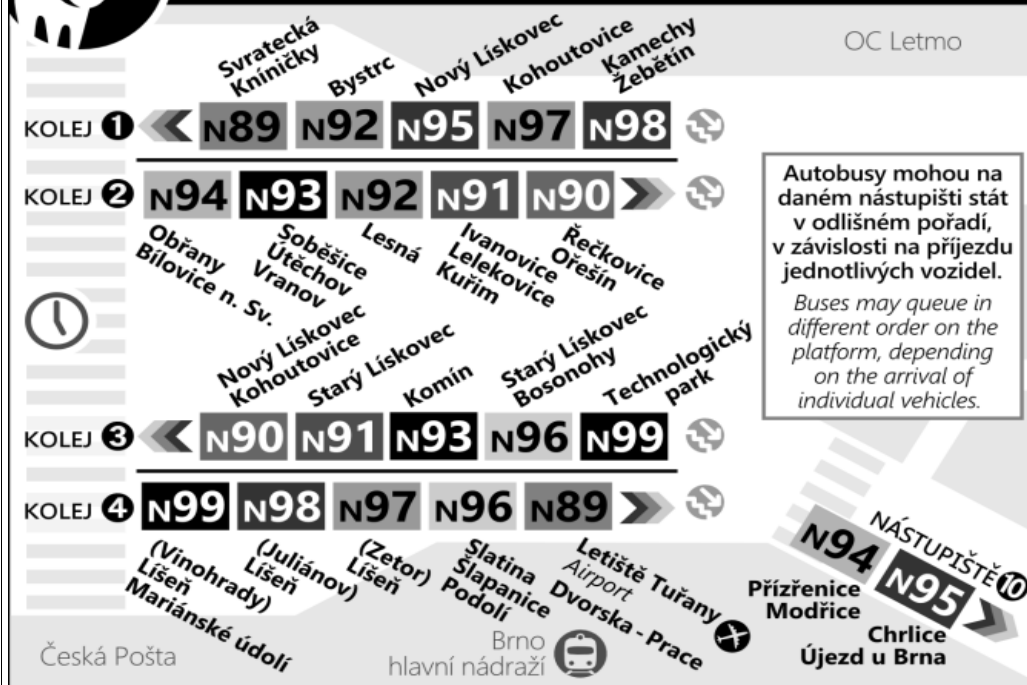 OC Letmo
Svratecká
Kníničky
Bystrc
Nový Lískovec
Kohoutovice
Kamechy
Žebětín
KOLEJ 1 N89 N92 N95 N97 N98
KOLEJ 2 N94 N93 N92 N91 N90
Obřany
Bílovice n. Sv.
Soběšice
Útěchov
Vranov
Lesná
Ivanovice
Lelekovice
Kuřim
Řečkovice
Ořešín
Autobusy mohou na
daném nástupišti stát
v odlišném pořadí,
v závislosti na příjezdu
jednotlivých vozidel.
Buses may queue in
different order on the
platform, depending
on the arrival of
individual vehicles.
Nový Lískovec
Kohoutovice
Starý Lískovec
Komín
Starý Lískovec
Bosonohy
Technologický
park
KOLEJ 3 N90 N91 N93 N96 N99
KOLEJ 4 N99 N98 N97 N96 N89
(Vinohrady)
Líšeň
Mariánské údolí
(Juliánov)
Líšeň
(Zetor)
Líšeň
Slatina
Šlapanice
Podolí
Letiště Tuřany
Airport
Dvorska - Prace
NÁSTUPIŠTĚ 10
N94 N95
Přízřenice
Modřice
Chrlice
Újezd u Brna
Česká Pošta
Brno
hlavní nádraží